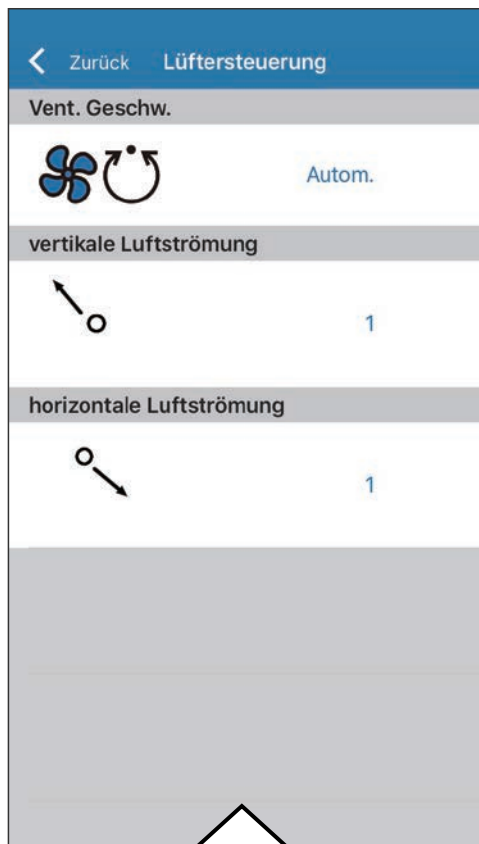 Zurück Lüftersteuerung
Vent. Geschw.
Autom.
vertikale Luftströmung
1
horizontale Luftströmung
1